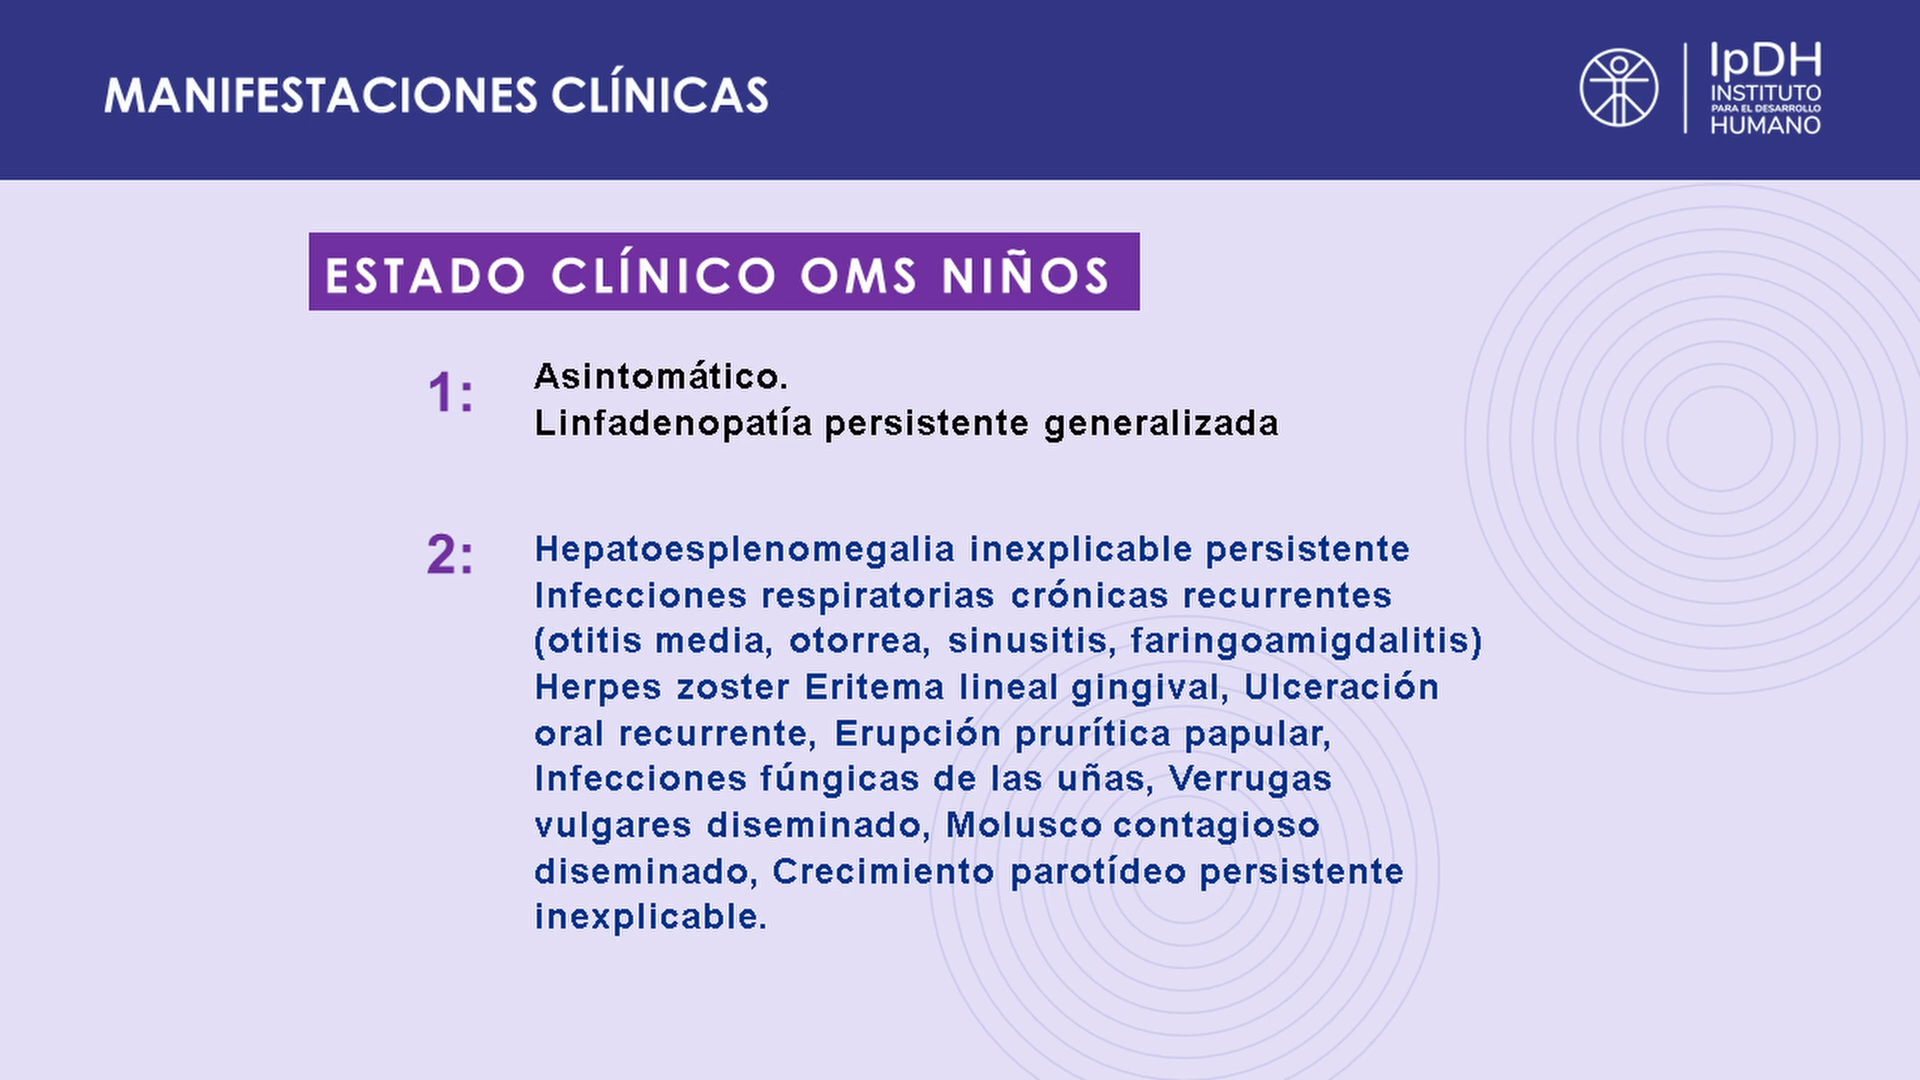 MANIFESTACIONES CLÍNICAS
IpDH
INSTITUTO
PARA EL DESARROLLO
HUMANO
ESTADO CLÍNICO OMS NIÑOS
1:
Asintomático.
Linfadenopatía persistente generalizada
2:
Hepatoesplenomegalia inexplicable persistente
Infecciones respiratorias crónicas recurrentes
(otitis media, otorrea, sinusitis, faringoamigdalitis)
Herpes zoster Eritema lineal gingival, Ulceración
oral recurrente, Erupción prurítica papular,
Infecciones fúngicas de las uñas, Verrugas
vulgares diseminado, Molusco contagioso
diseminado, Crecimiento parotídeo persistente
inexplicable.